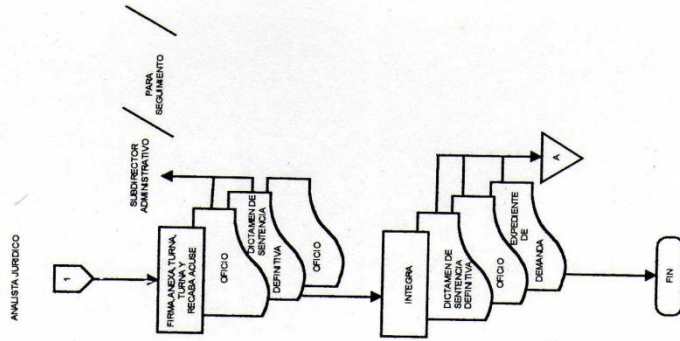 ANALISTA JURÍDICO
1
FIRMA, ANEXA, TURNA,
TURNA Y
RECABA ACUSE
OFICIO
DICTAMEN DE
SENTENCIA
DEFINITIVA
OFICIO
SUBDIRECTOR
ADMINISTRATIVO
PARA
SEGUIMIENTO
INTEGRA
DICTAMEN DE
SENTENCIA
DEFINITIVA
OFICIO
EXPEDIENTE
DE
DEMANDA
A
FIN